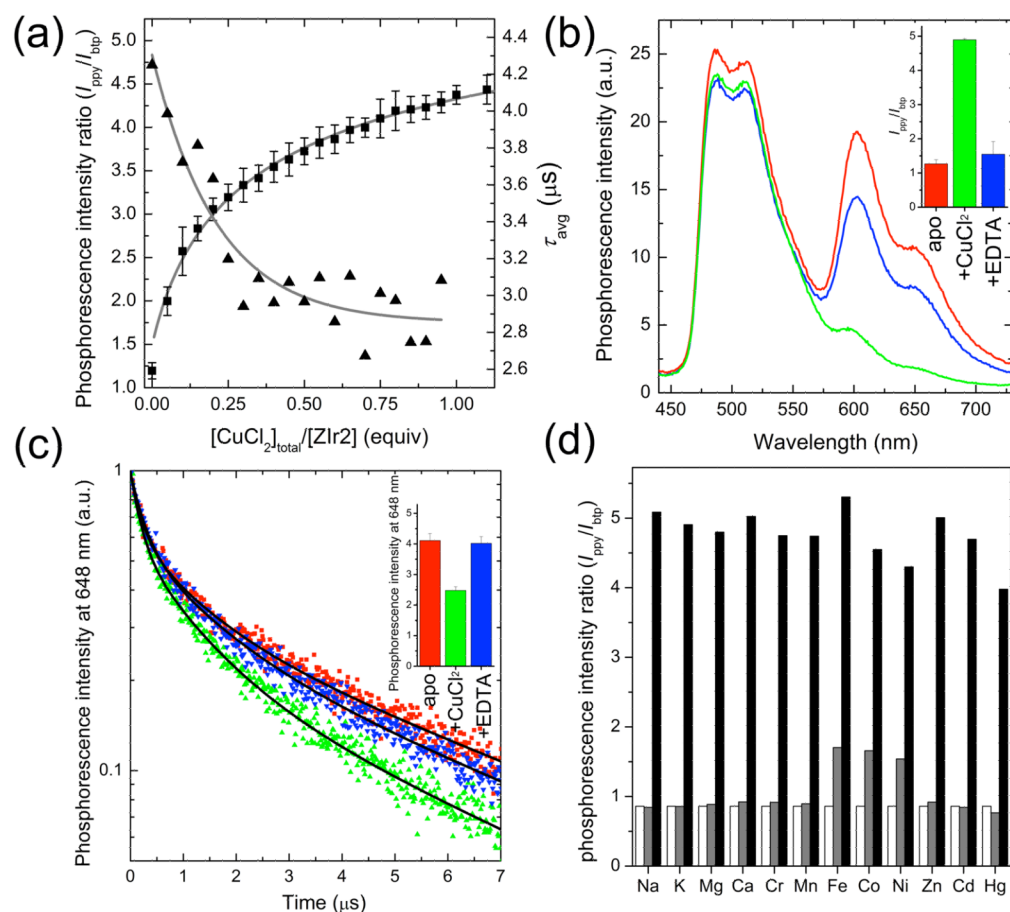 (a)
Phosphorescence intensity ratio (I_ppy/I_btp)
5.0
4.5
4.0
3.5
3.0
2.5
2.0
1.5
1.0
4.4
4.2
4.0
3.8
3.6
3.4
3.2
3.0
2.8
2.6
τ_avg (μs)
0.00 0.25 0.50 0.75 1.00
[CuCl2]total/[ZIr2] (equiv)
(b)
Phosphorescence intensity (a.u.)
25
20
15
10
5
0
450 500 550 600 650 700
Wavelength (nm)
I_ppy/I_btp
5
4
3
2
1
0
apo
+CuCl²
+EDTA
(c)
Phosphorescence intensity at 648 nm (a.u.)
1
0.1
0 1 2 3 4 5 6 7
Time (μs)
Phosphorescence intensity at 648 nm
5
4
3
2
1
0
apo
+CuCl²
+EDTA
(d)
phosphorescence intensity ratio (I_ppy/I_btp)
5
4
3
2
1
0
Na K Mg Ca Cr Mn Fe Co Ni Zn Cd Hg